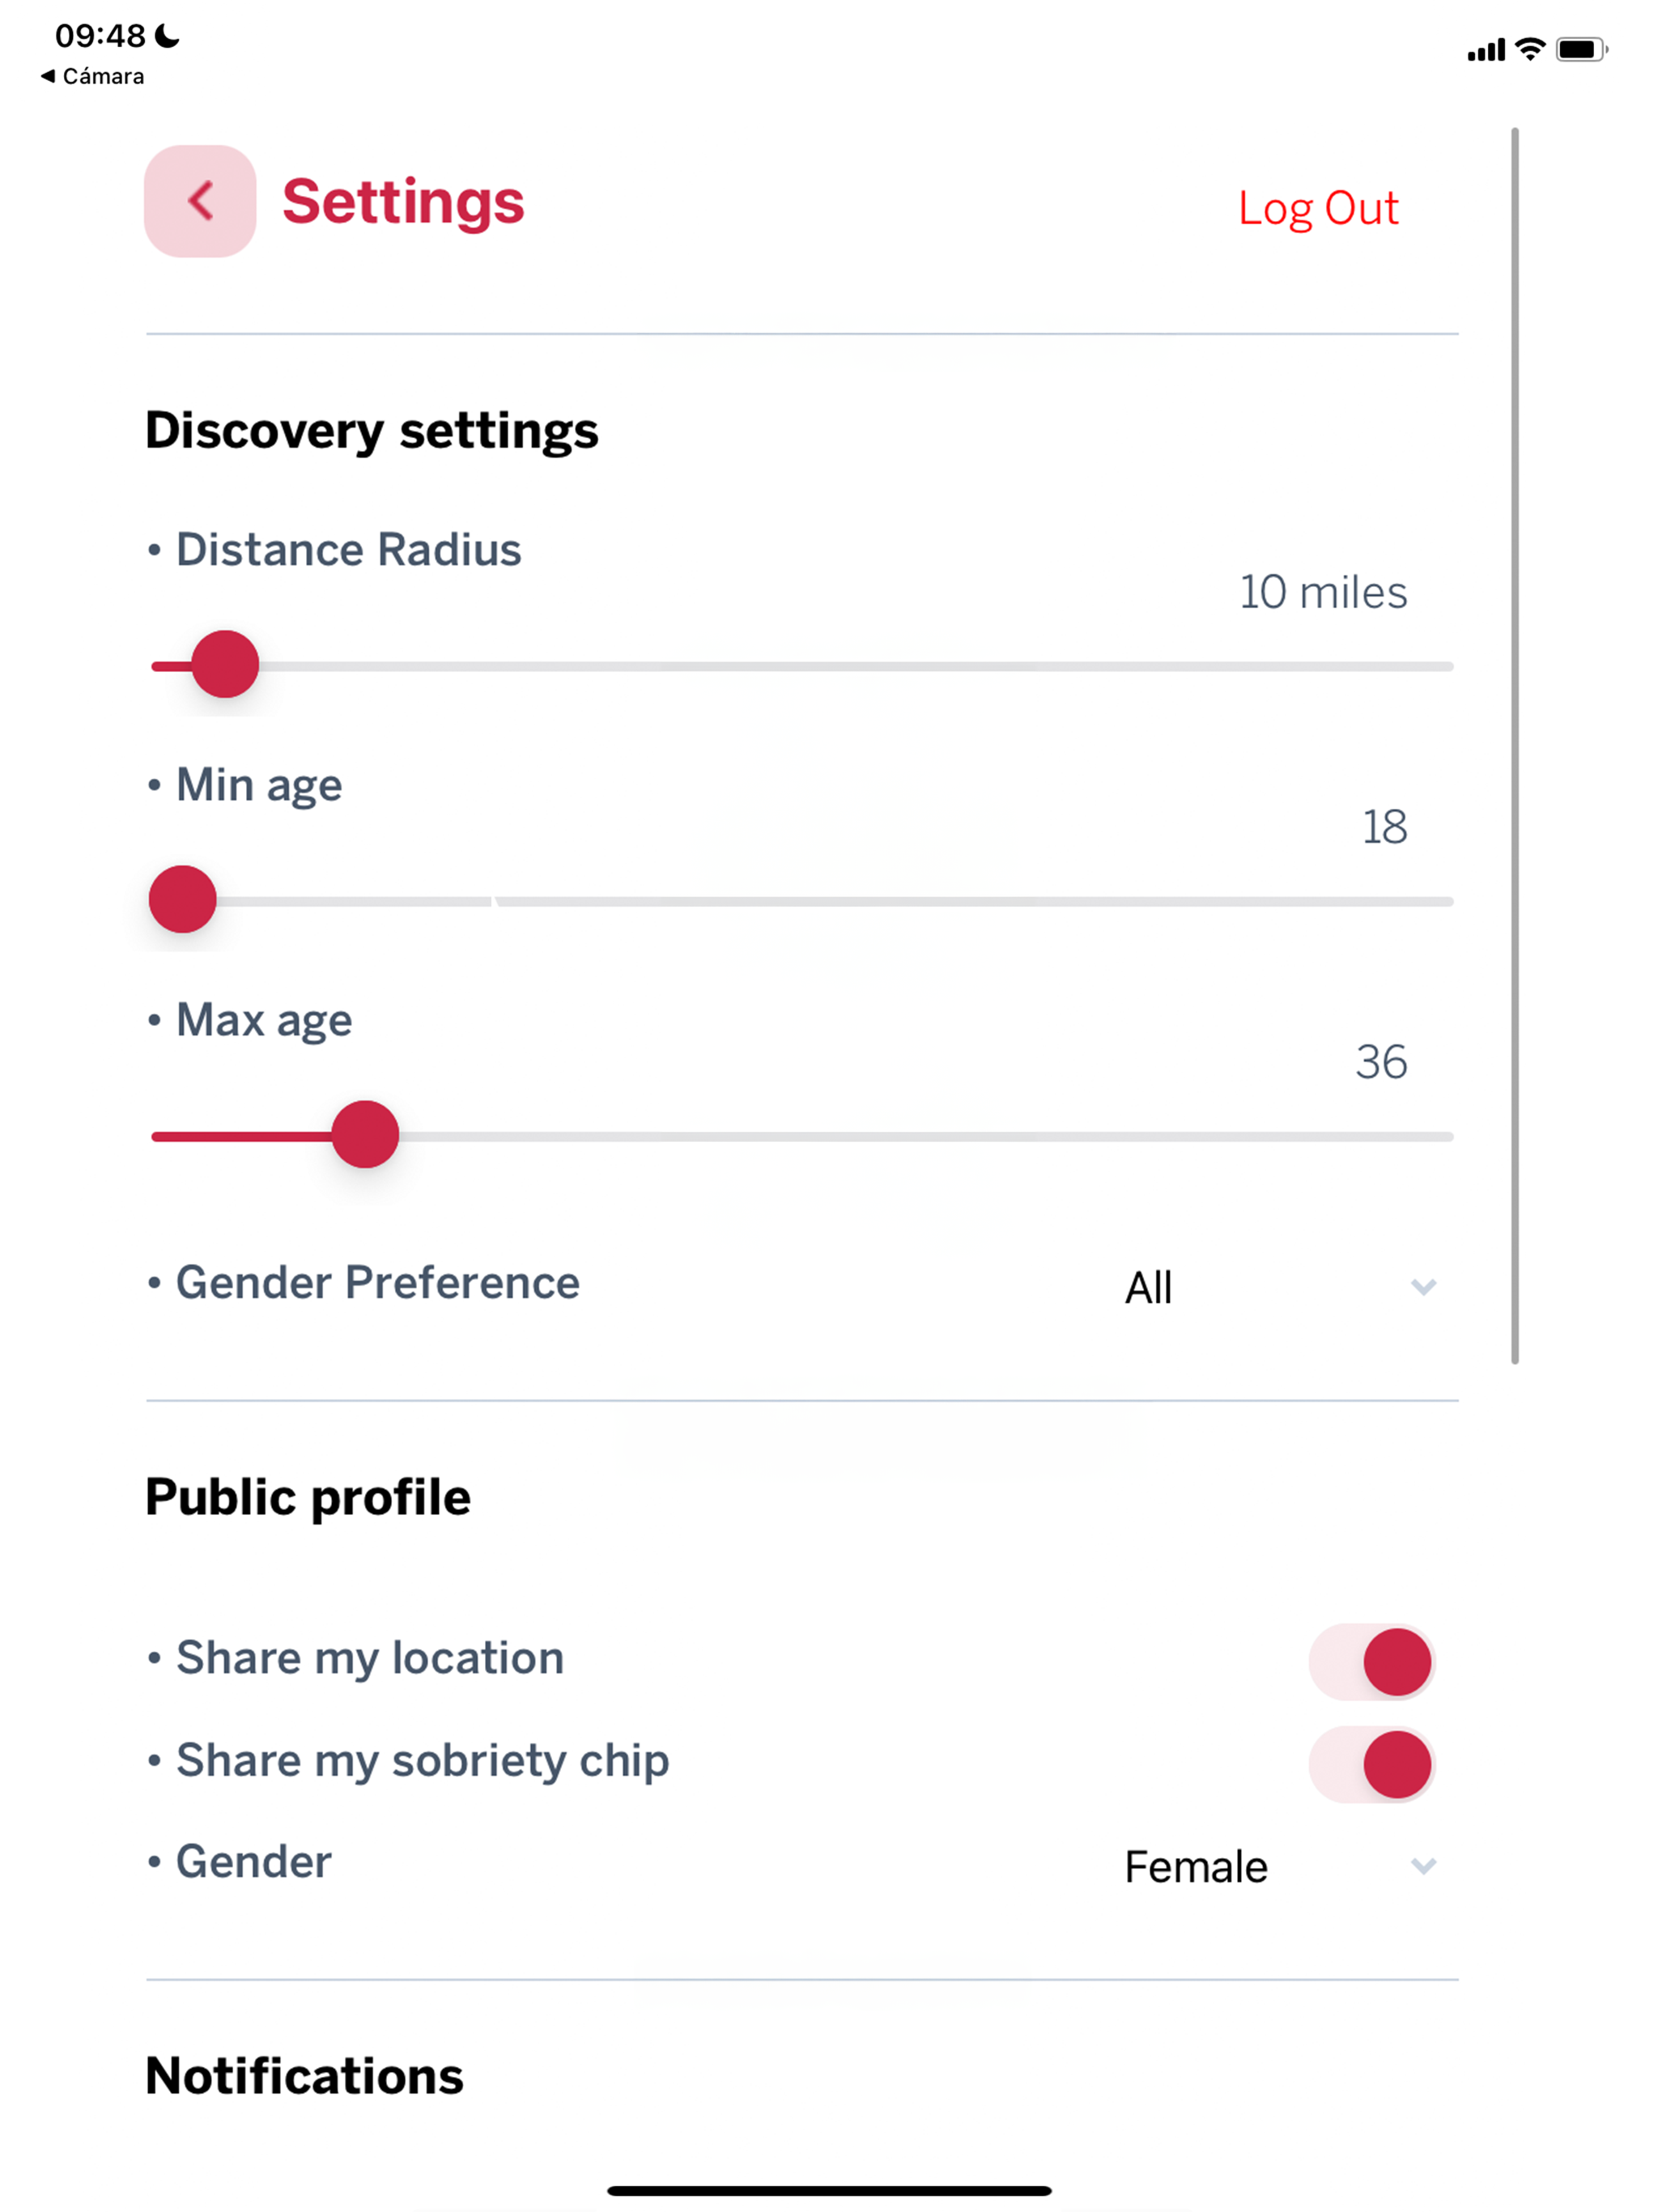 09:48
Cámara
Settings
Log Out
Discovery settings
• Distance Radius
10 miles
• Min age
18
• Max age
36
• Gender Preference
All
Public profile
• Share my location
• Share my sobriety chip
• Gender
Female
Notifications